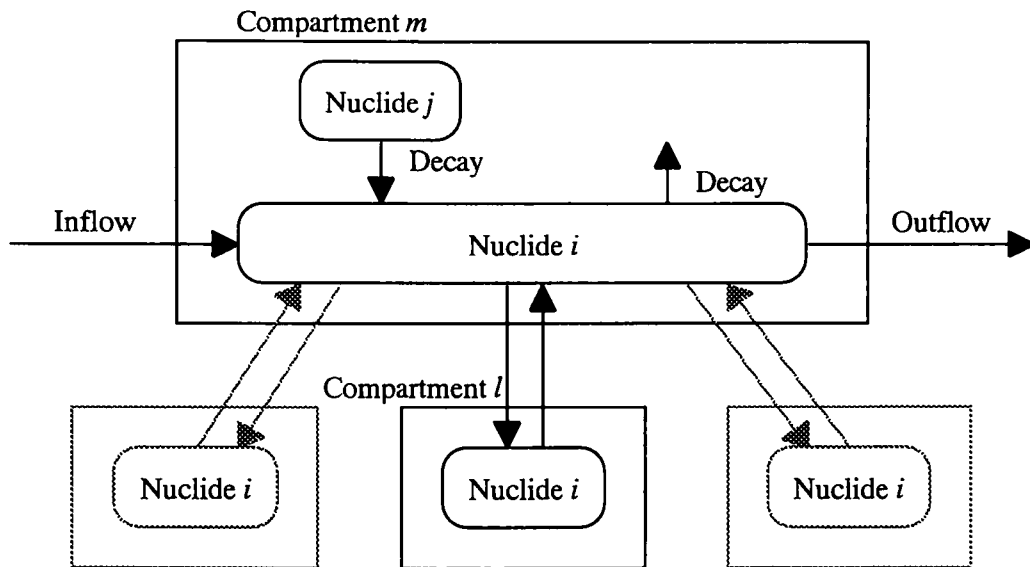 Compartment m
Nuclide j
Decay
Decay
Inflow
Nuclide i
Outflow
Compartment l
Nuclide i
Nuclide i
Nuclide i